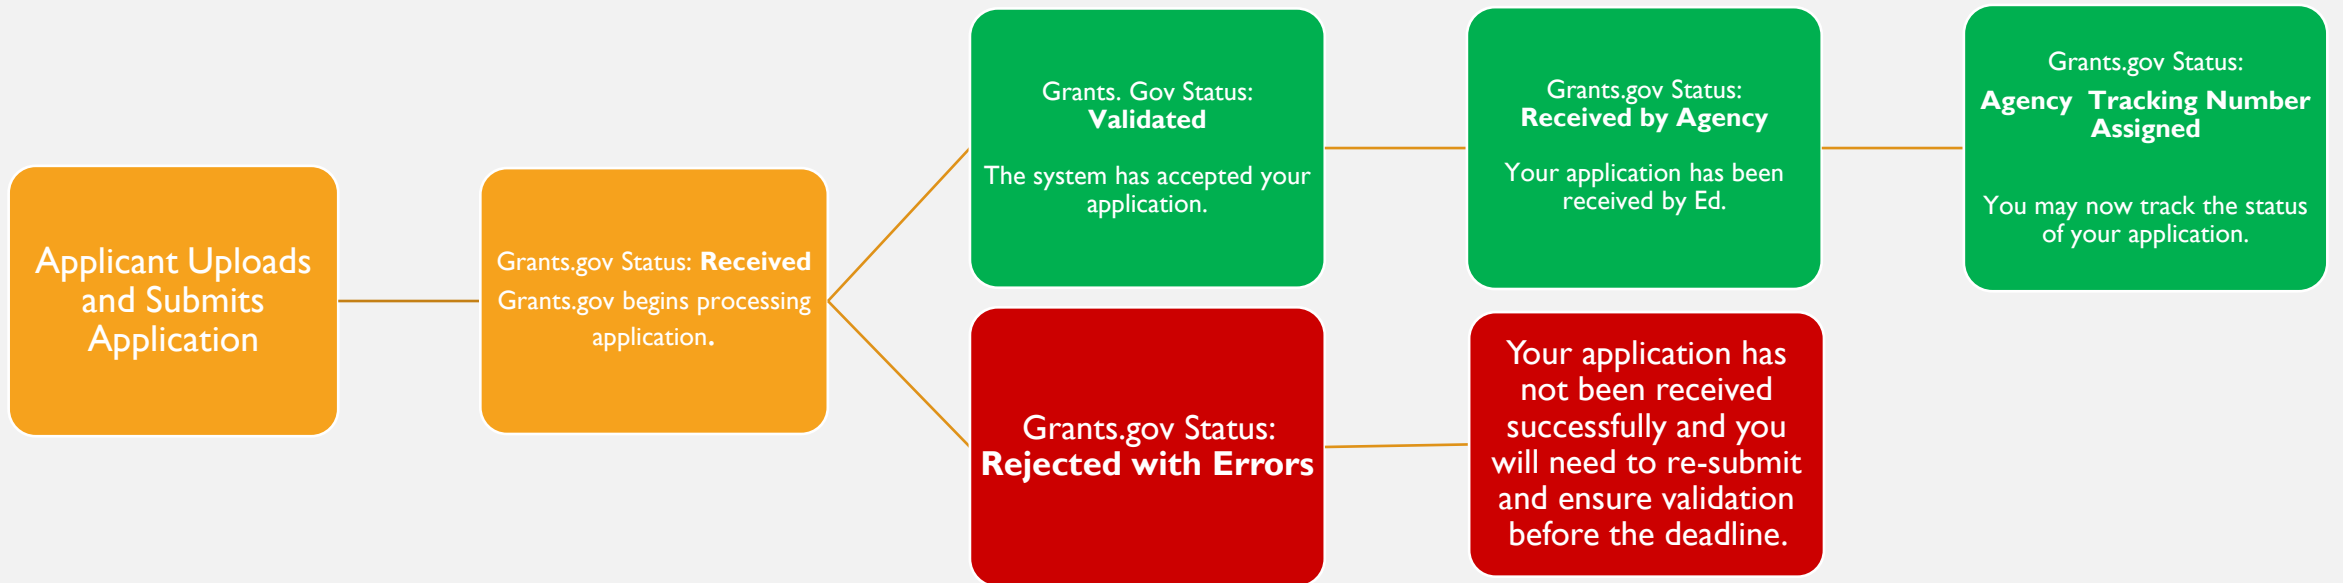 Applicant Uploads
and Submits
Application
Grants.gov Status: Received
Grants.gov begins processing
application.
Grants. Gov Status:
Validated
The system has accepted your
application.
Grants.gov Status:
Received by Agency
Your application has been
received by Ed.
Grants.gov Status:
Agency  Tracking Number
Assigned
You may now track the status
of your application.
Grants.gov Status:
Rejected with Errors
Your application has
not been received
successfully and you
will need to re-submit
and ensure validation
before the deadline.